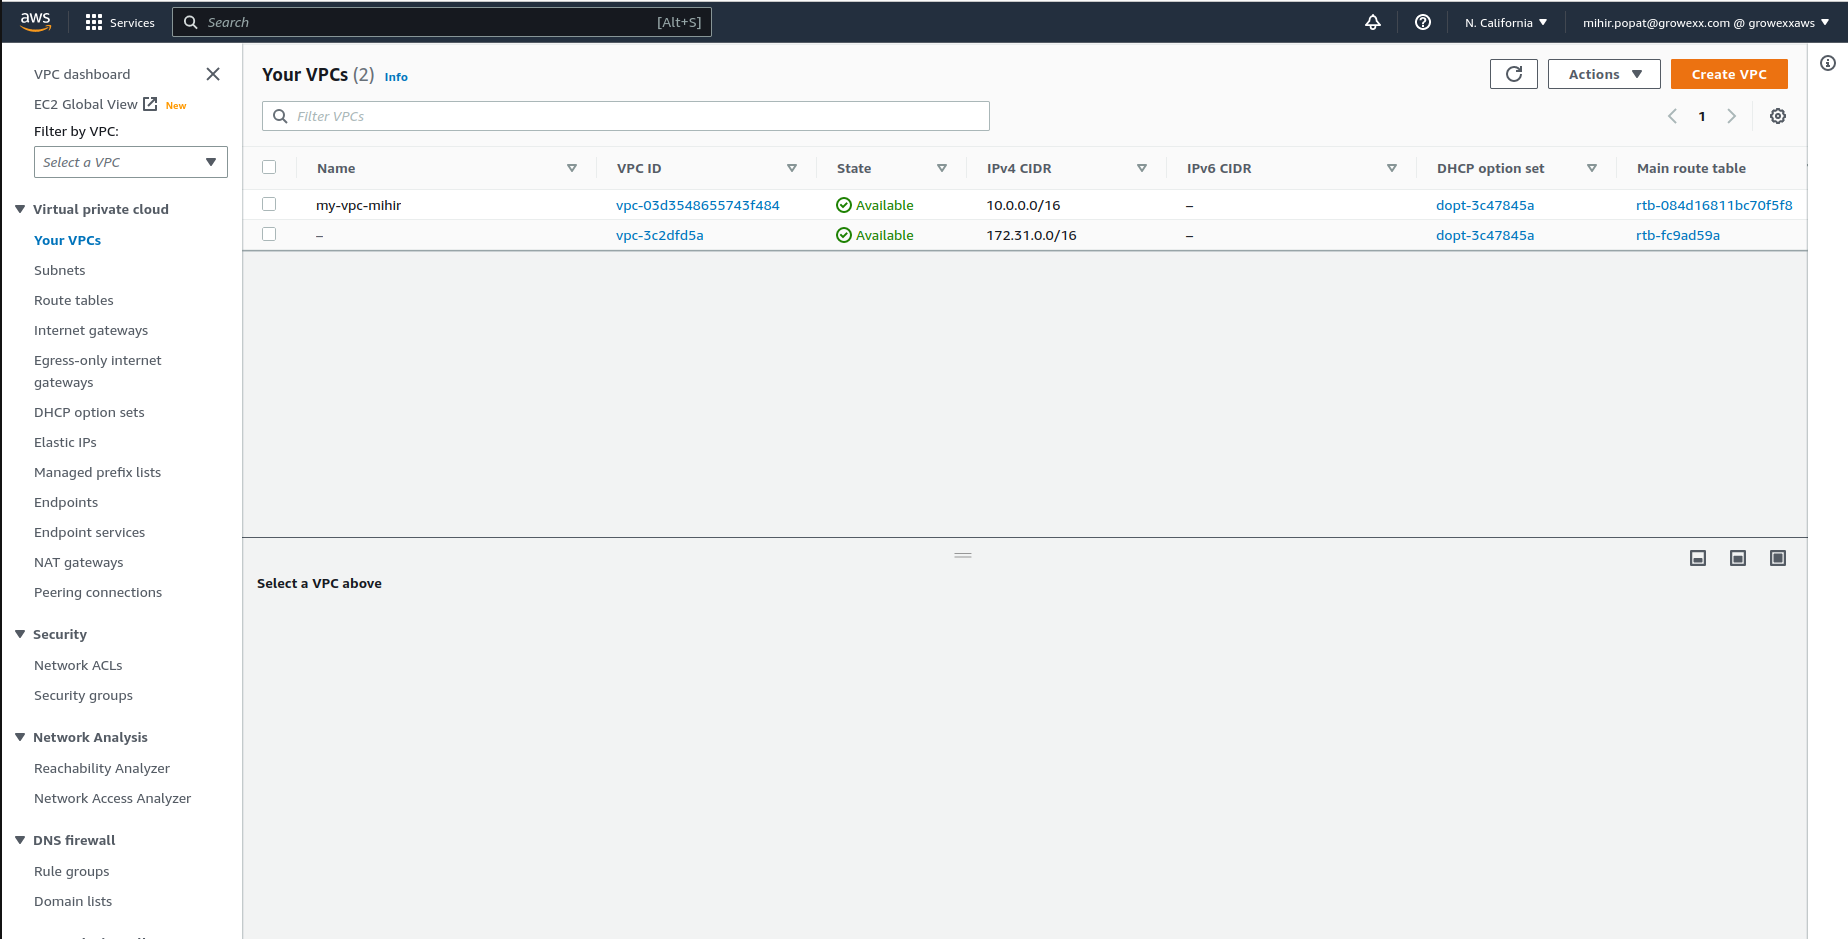 aws
Services
Search
[Alt+S]
N. California
mihir.popat@growexx.com @ growexxaws
VPC dashboard
EC2 Global View
New
Filter by VPC:
Select a VPC
Virtual private cloud
Your VPCs
Subnets
Route tables
Internet gateways
Egress-only internet
gateways
DHCP option sets
Elastic IPs
Managed prefix lists
Endpoints
Endpoint services
NAT gateways
Peering connections
Security
Network ACLs
Security groups
Network Analysis
Reachability Analyzer
Network Access Analyzer
DNS firewall
Rule groups
Domain lists
Your VPCs (2) Info
Actions
Create VPC
Filter VPCs
1
Name VPC ID State IPv4 CIDR IPv6 CIDR DHCP option set Main route table
my-vpc-mihir vpc-03d3548655743f484 Available 10.0.0.0/16 – dopt-3c47845a rtb-084d16811bc70f5f8
– vpc-3c2dfd5a Available 172.31.0.0/16 – dopt-3c47845a rtb-fc9ad59a
Select a VPC above